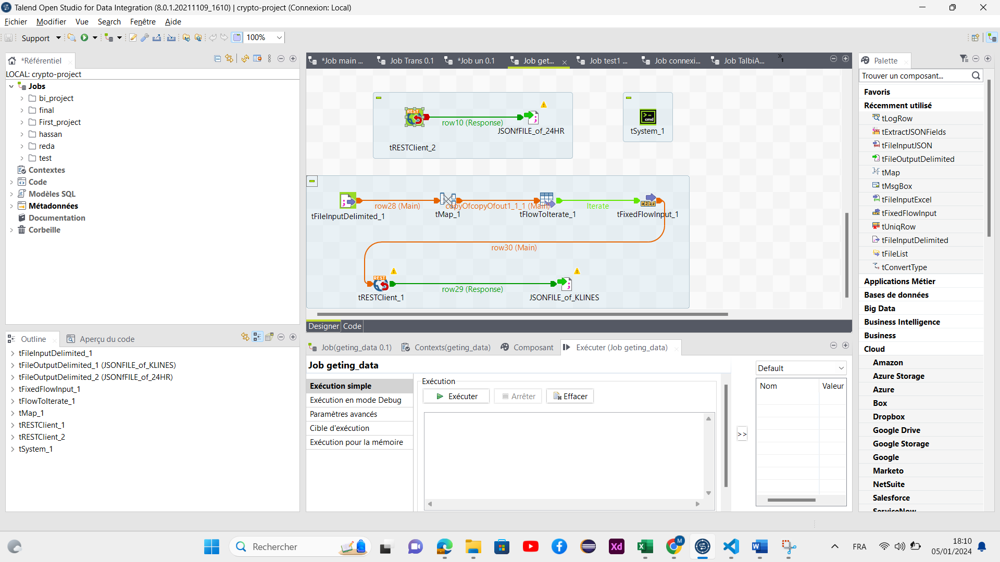 Talend Open Studio for Data Integration (8.0.1.20211109_1610) | crypto-project (Connexion: Local)
Fichier Modifier Vue Search Fenêtre Aide
Support 100%
*Référentiel
LOCAL: crypto-project
Jobs
bi_project
final
First_project
hassan
reda
test
Contextes
Code
Modèles SQL
Métadonnées
Documentation
Corbeille
Outline Aperçu du code
tFileInputDelimited_1
tFileOutputDelimited_1 (JSONFILE_of_KLINES)
tFileOutputDelimited_2 (JSONfFILE_of_24HR)
tFixedFlowInput_1
tFlowToIterate_1
tMap_1
tRESTClient_1
tRESTClient_2
tSystem_1
*Job main ... Job Trans 0.1 *Job un 0.1 Job get... Job test1 ... Job connexi... Job TalbiA... » 1
REST
row10 (Response)
JSONfFILE_of_24HR
tRESTClient_2
cmd
tSystem_1
row28 (Main)
copyOfcopyOfout1_1_1 (Main)
Iterate
tFileInputDelimited_1
tMap_1
tFlowToIterate_1
tFixedFlowInput_1
row30 (Main)
REST
row29 (Response)
tRESTClient_1
JSONFILE_of_KLINES
Designer Code
Job(geting_data 0.1) Contexts(geting_data) Composant Exécuter (Job geting_data)
Job geting_data
Exécution simple
Exécution en mode Debug
Paramètres avancés
Cible d'exécution
Exécution pour la mémoire
Exécution
Exécuter Arrêter Effacer
>>
Default
Nom Valeur
Palette
Trouver un composant...
Favoris
Récemment utilisé
tLogRow
tExtractJSONFields
tFileInputJSON
tFileOutputDelimited
tMap
tMsgBox
tFileInputExcel
tFixedFlowInput
tUniqRow
tFileInputDelimited
tFileList
tConvertType
Applications Métier
Bases de données
Big Data
Business Intelligence
Business
Cloud
Amazon
Azure Storage
Azure
Box
Dropbox
Google Drive
Google Storage
Google
Marketo
NetSuite
Salesforce
ServiceNow
Rechercher
Xd
M
FRA
18:10
05/01/2024